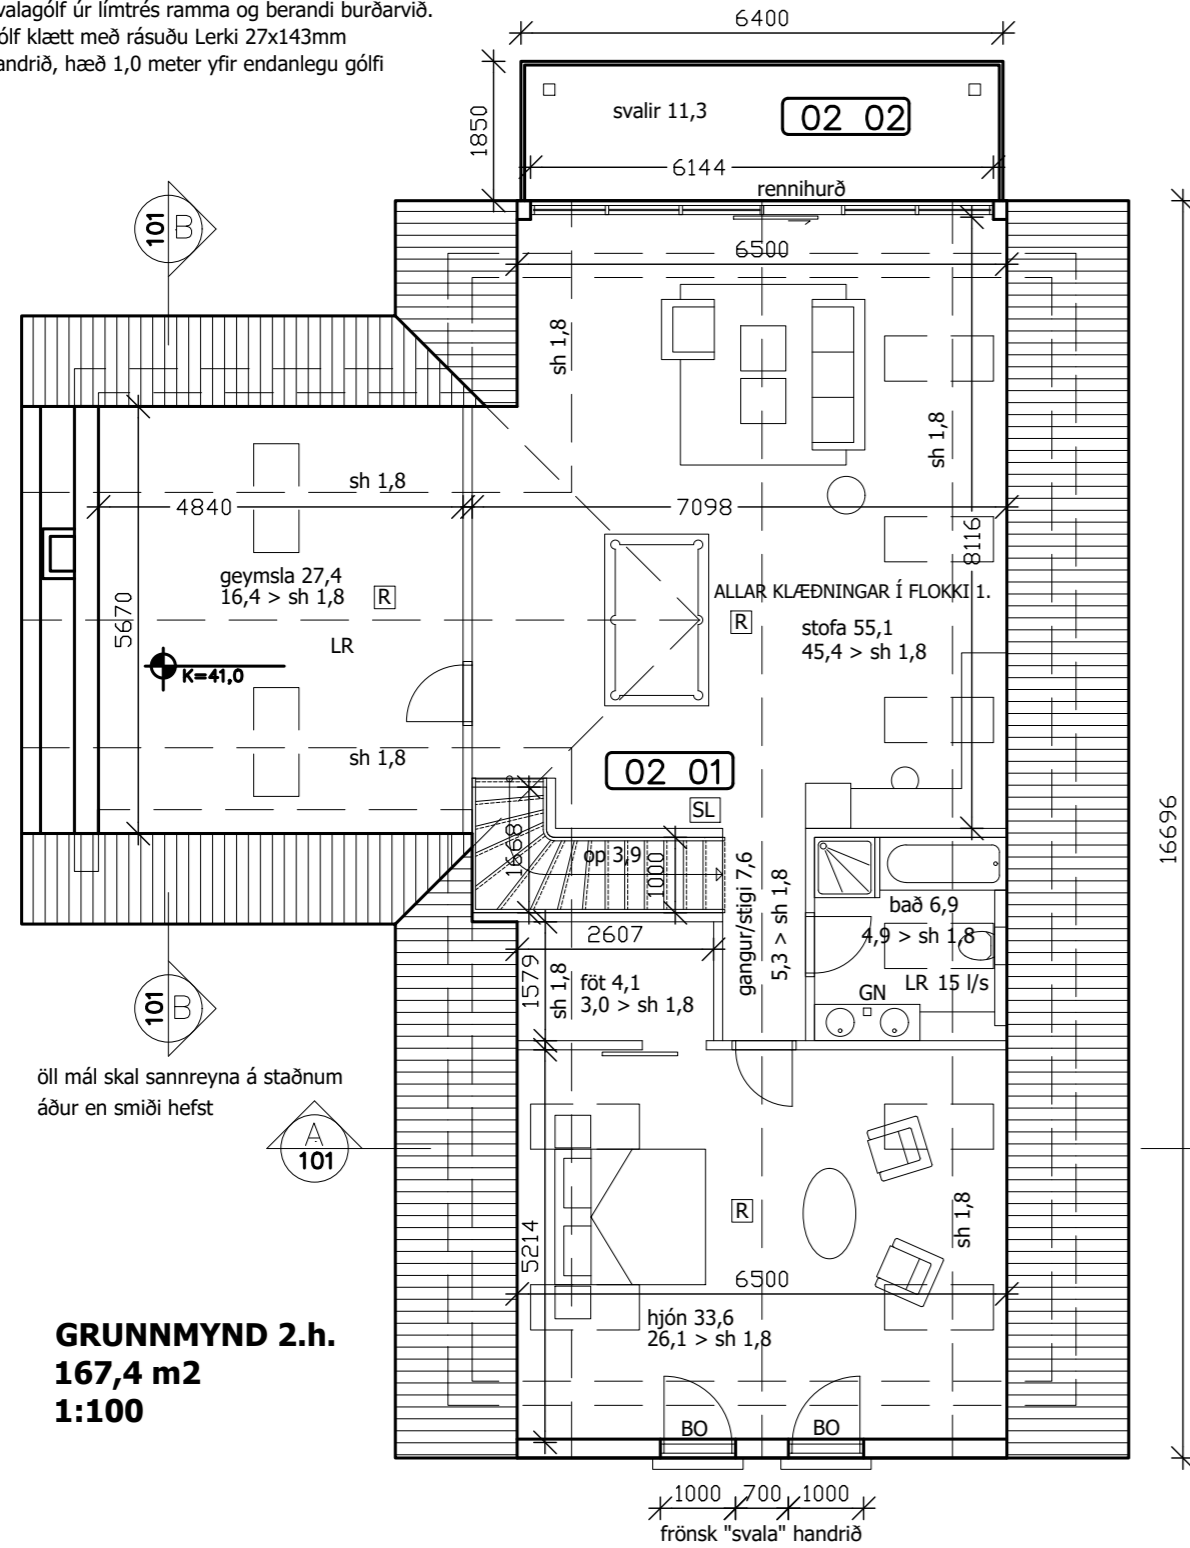 valagólf úr límtrés ramma og berandi burðarvið.
ólf klætt með rásuðu Lerki 27x143mm
andrið, hæð 1,0 meter yfir endanlegu gólfi
6400
1850
svalir 11,3
02 02
6144
rennihurð
101 B
6500
sh 1,8
sh 1,8
sh 1,8
4840
7098
8116
geymsla 27,4
16,4 > sh 1,8
R
ALLAR KLÆÐNINGAR Í FLOKKI 1.
R
stofa 55,1
45,4 > sh 1,8
5670
LR
K=41,0
sh 1,8
02 01
SL
16696
1668
op 3,9
1000
gangur/stigi 7,6
5,3 > sh 1,8
bað 6,9
4,9 > sh 1,8
2607
1579
sh 1,8
föt 4,1
3,0 > sh 1,8
LR 15 l/s
GN
101 B
öll mál skal sannreyna á staðnum
áður en smiði hefst
A
101
R
sh 1,8
5214
6500
hjón 33,6
26,1 > sh 1,8
GRUNNMYND 2.h.
167,4 m2
1:100
BO
BO
1000
700
1000
frönsk "svala" handrið